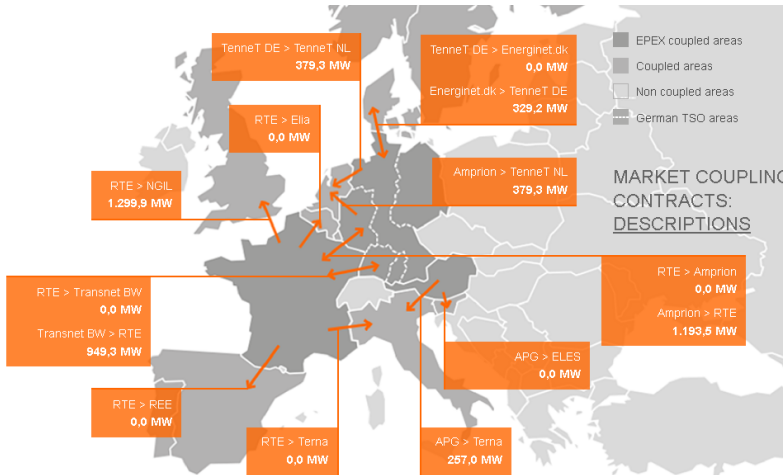 TenneT DE > TenneT NL
379,3 MW
TenneT DE > Energinet.dk
0,0 MW
Energinet.dk > TenneT DE
329,2 MW
EPEX coupled areas
Coupled areas
Non coupled areas
German TSO areas
RTE > Elia
0,0 MW
RTE > NGIL
1.299,9 MW
Amprion > TenneT NL
379,3 MW
MARKET COUPLING
CONTRACTS:
DESCRIPTIONS
RTE > Transnet BW
0,0 MW
Transnet BW > RTE
949,3 MW
RTE > Amprion
0,0 MW
Amprion > RTE
1.193,5 MW
APG > ELES
0,0 MW
RTE > REE
0,0 MW
RTE > Terna
0,0 MW
APG > Terna
257,0 MW